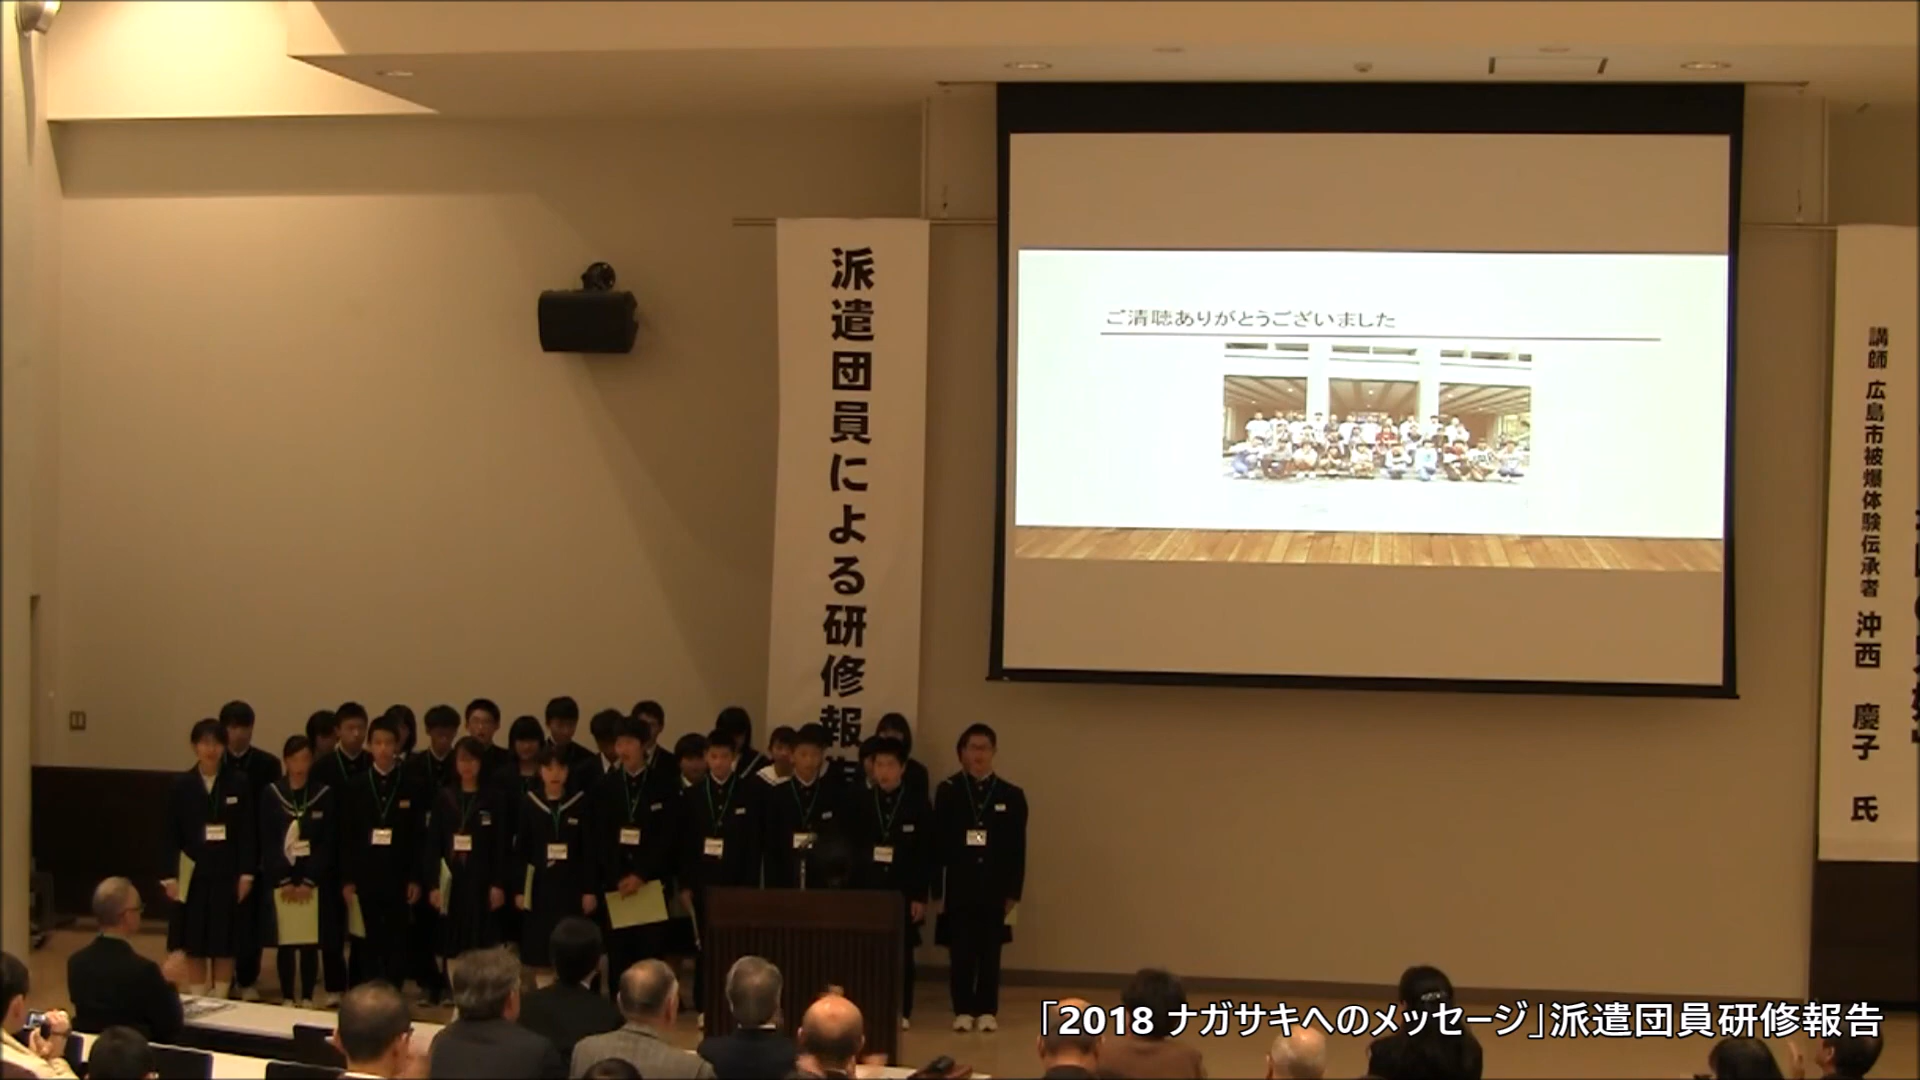 派遣団員による研修報告
ご清聴ありがとうございました
講師 広島市被爆体験伝承者 沖西 慶子 氏
「2018 ナガサキへのメッセージ」派遣団員研修報告